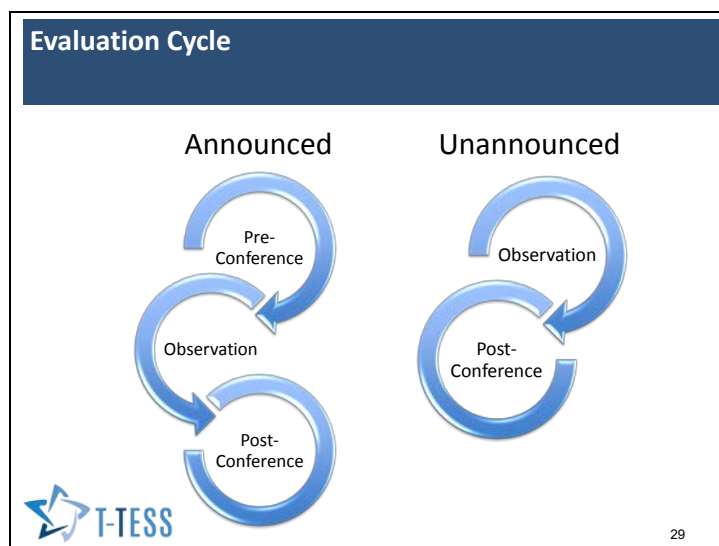 Evaluation Cycle
Announced
Pre-
Conference
Observation
Post-
Conference
Unannounced
Observation
Post-
Conference
T-TESS
29